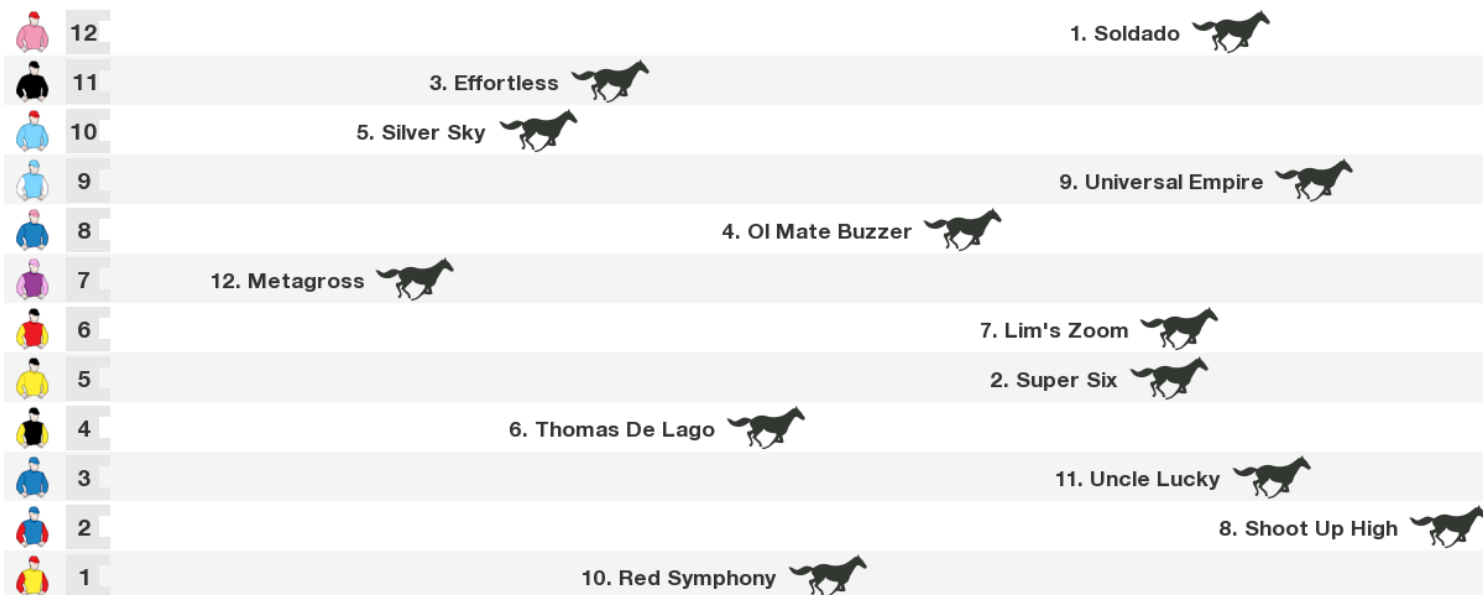 12 1. Soldado
11 3. Effortless
10 5. Silver Sky
9 9. Universal Empire
8 4. Ol Mate Buzzer
7 12. Metagross
6 7. Lim's Zoom
5 2. Super Six
4 6. Thomas De Lago
3 11. Uncle Lucky
2 8. Shoot Up High
1 10. Red Symphony